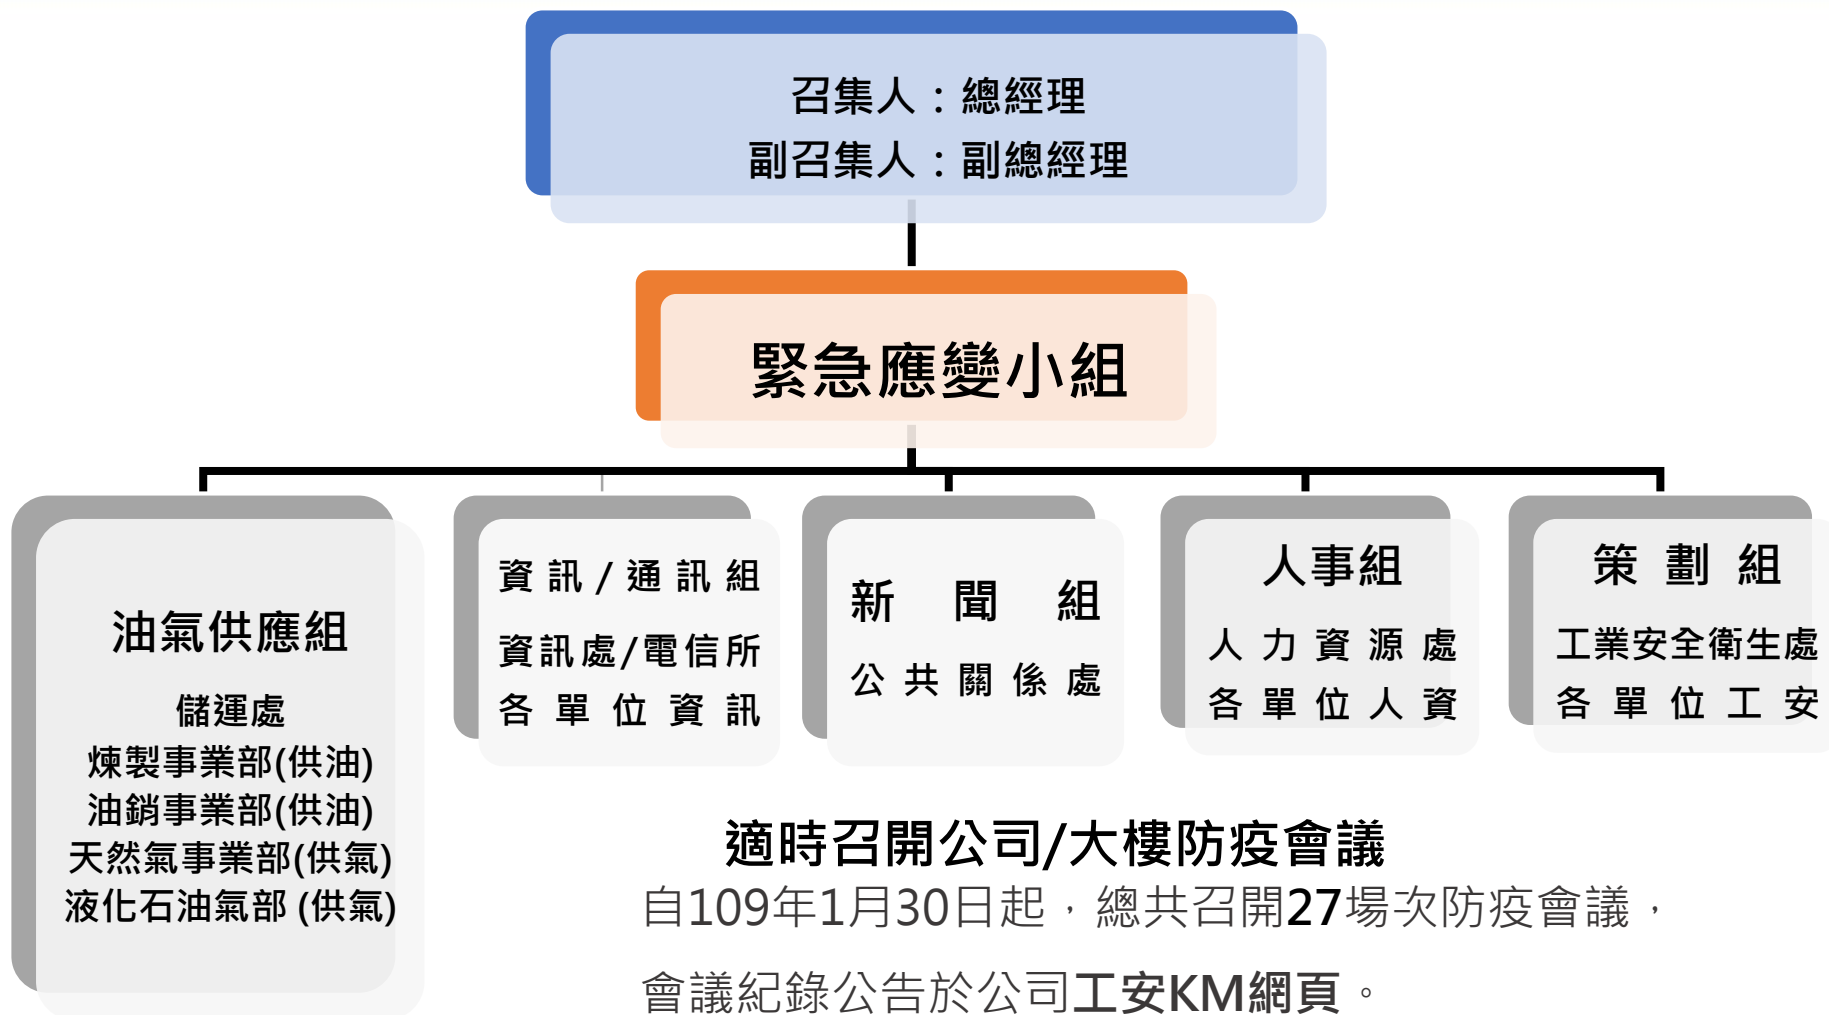 召集人：總經理
副召集人：副總經理
緊急應變小組
油氣供應組
儲運處
煉製事業部(供油)
油銷事業部(供油)
天然氣事業部(供氣)
液化石油氣部 (供氣)
資訊/通訊組
資訊處/電信所
各單位資訊
新聞組
公共關係處
人事組
人力資源處
各單位人資
策劃組
工業安全衛生處
各單位工安
適時召開公司/大樓防疫會議
自109年1月30日起，總共召開27場次防疫會議，
會議紀錄公告於公司工安KM網頁。